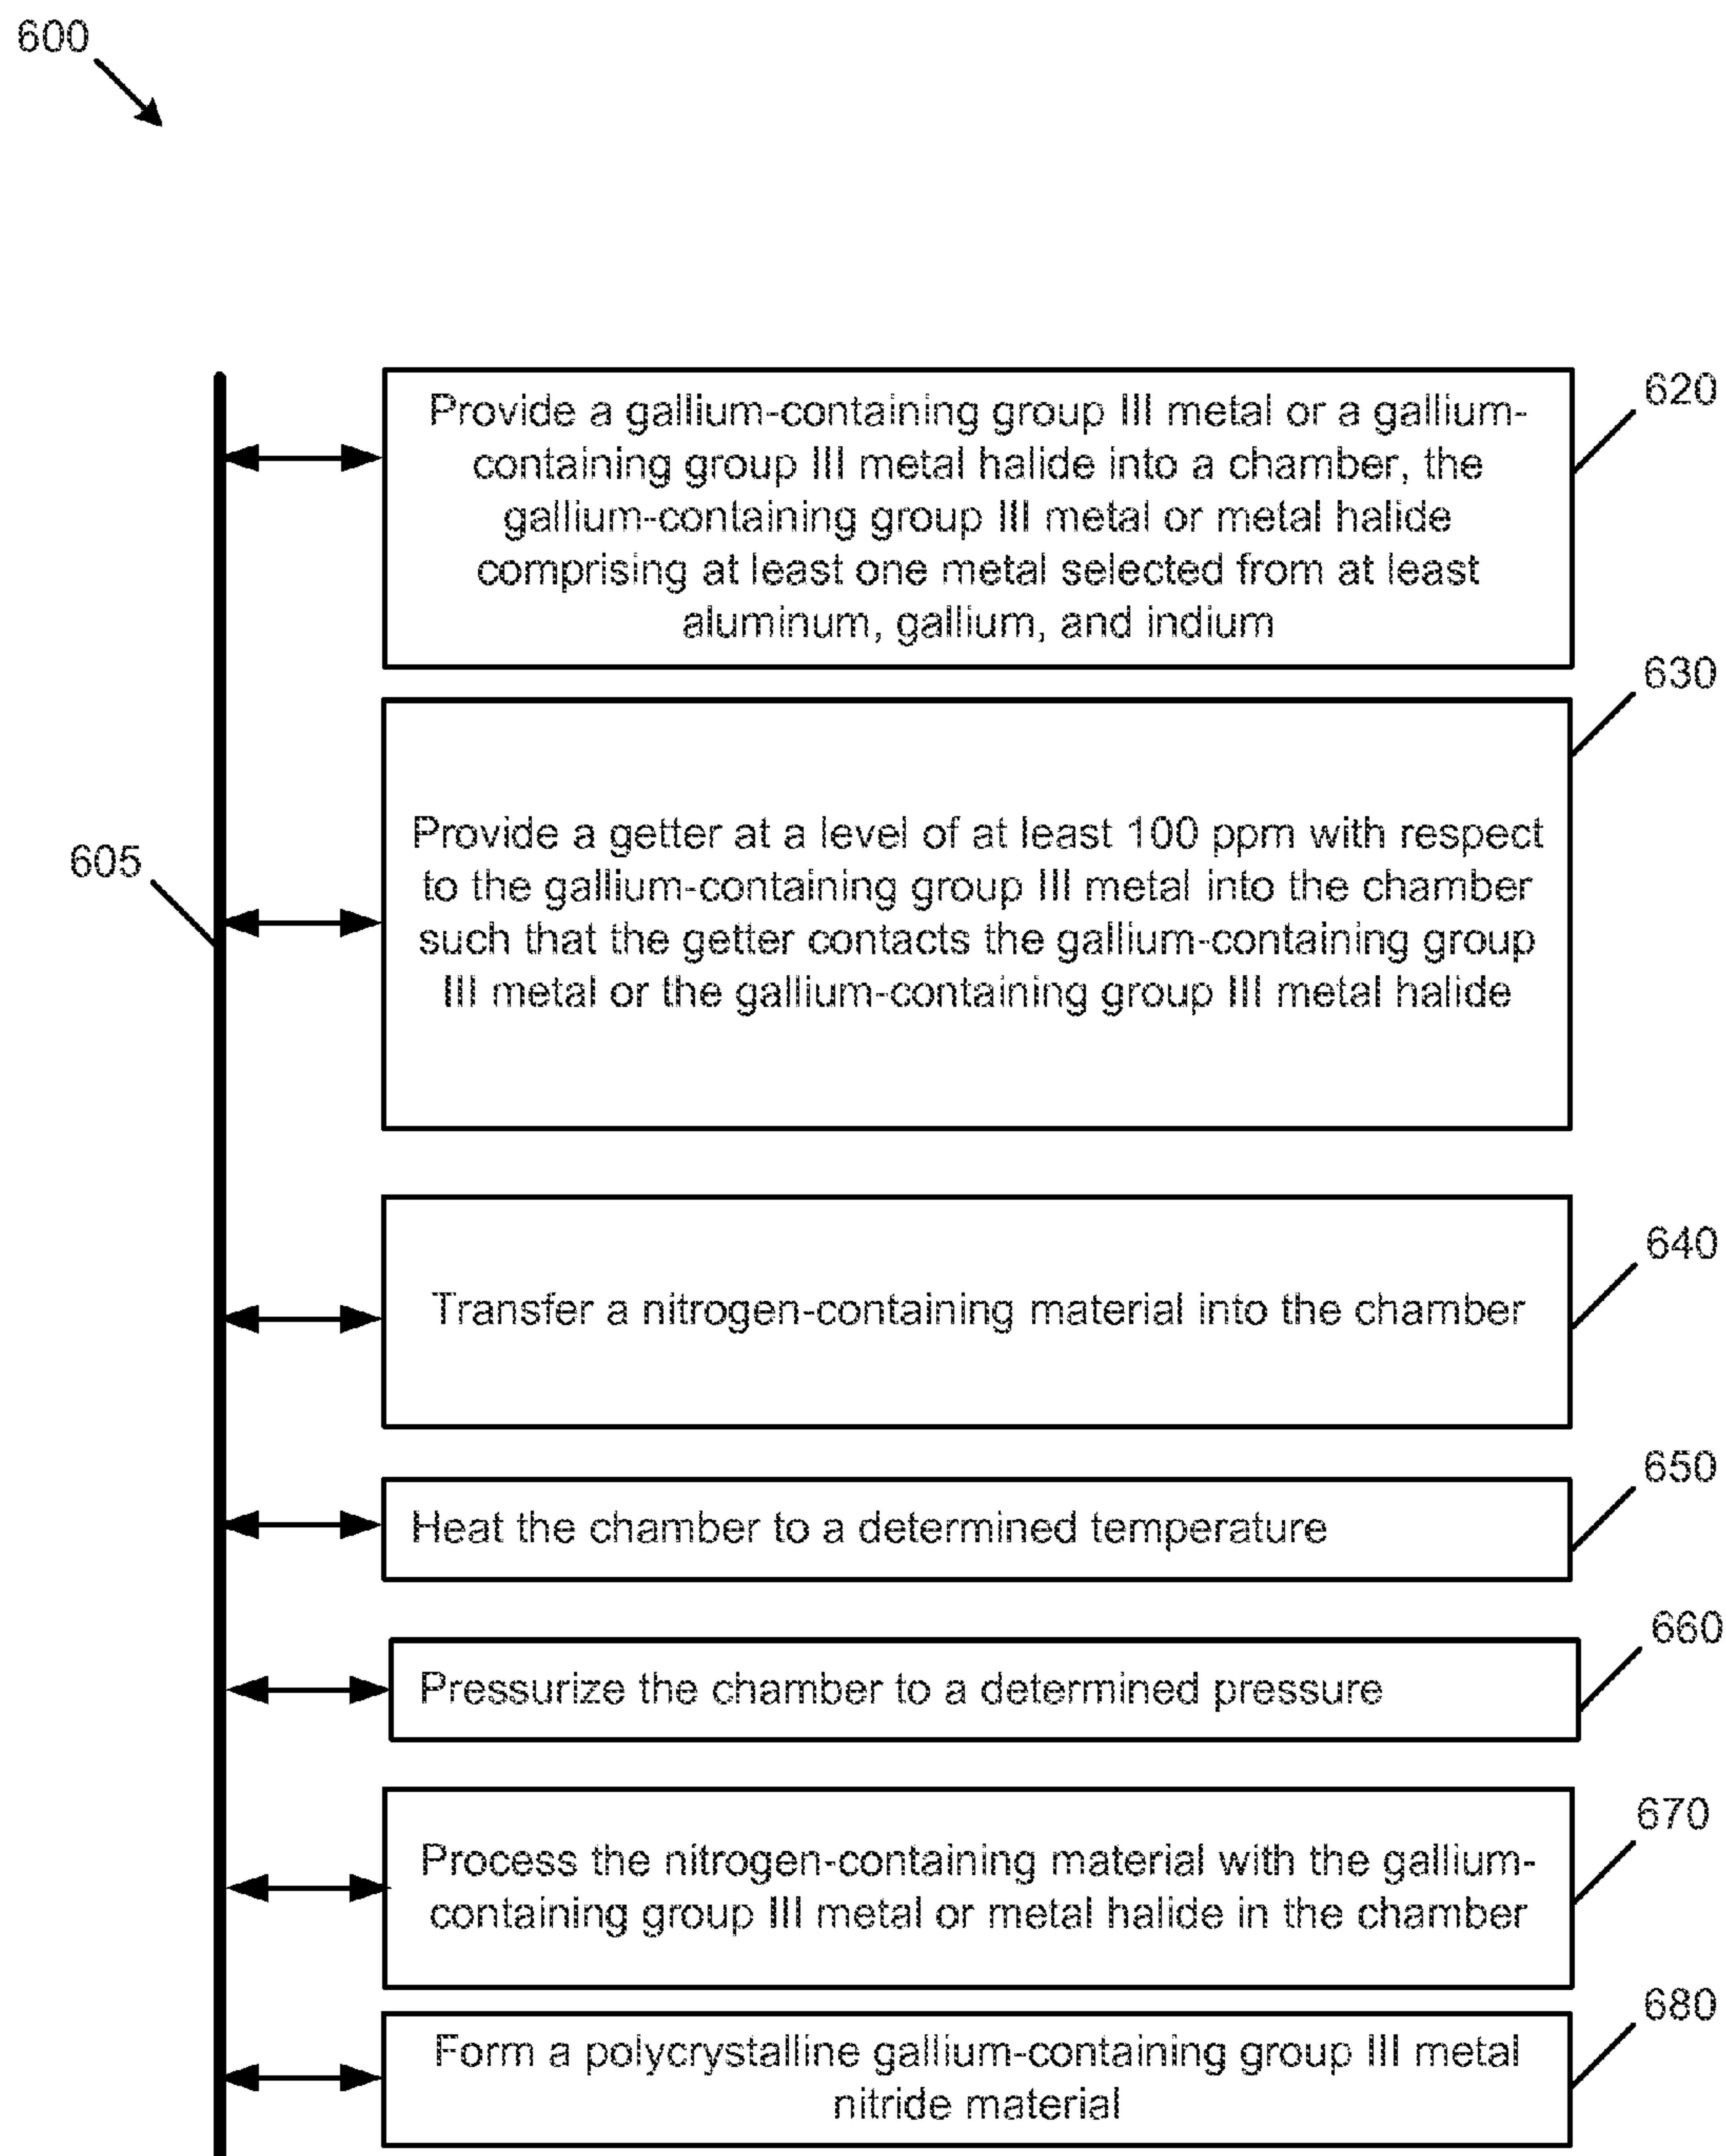 600
620
Provide a gallium-containing group III metal or a gallium-
containing group III metal halide into a chamber, the
gallium-containing group III metal or metal halide
comprising at least one metal selected from at least
aluminum, gallium, and indium
630
605
Provide a getter at a level of at least 100 ppm with respect
to the gallium-containing group III metal into the chamber
such that the getter contacts the gallium-containing group
III metal or the gallium-containing group III metal halide
640
Transfer a nitrogen-containing material into the chamber
650
Heat the chamber to a determined temperature
660
Pressurize the chamber to a determined pressure
670
Process the nitrogen-containing material with the gallium-
containing group III metal or metal halide in the chamber
680
Form a polycrystalline gallium-containing group III metal
nitride material